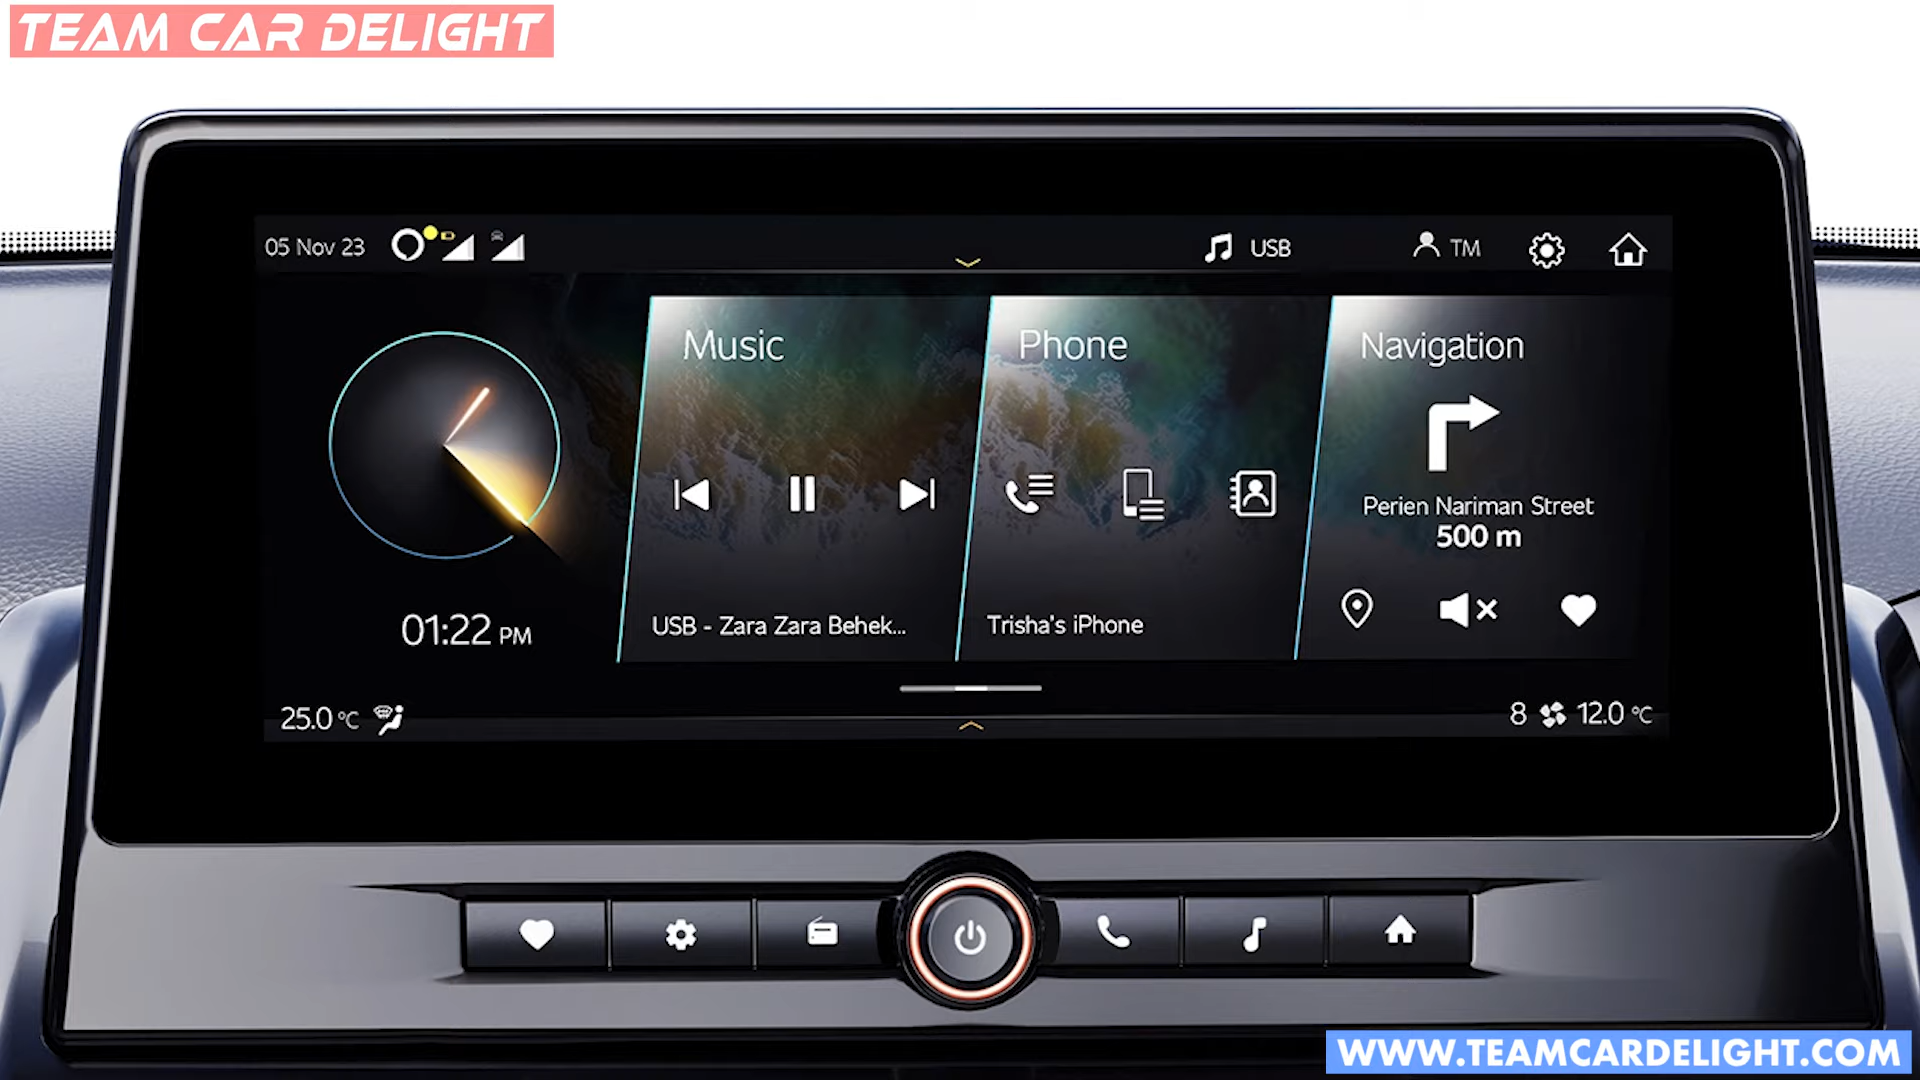 TEAM CAR DELIGHT
05 Nov 23
USB
TM
Music
Phone
Navigation
Perien Nariman Street
500 m
01:22 PM
USB - Zara Zara Behek...
Trisha's iPhone
25.0 °C
8
12.0 °C
WWW.TEAMCARDELIGHT.COM